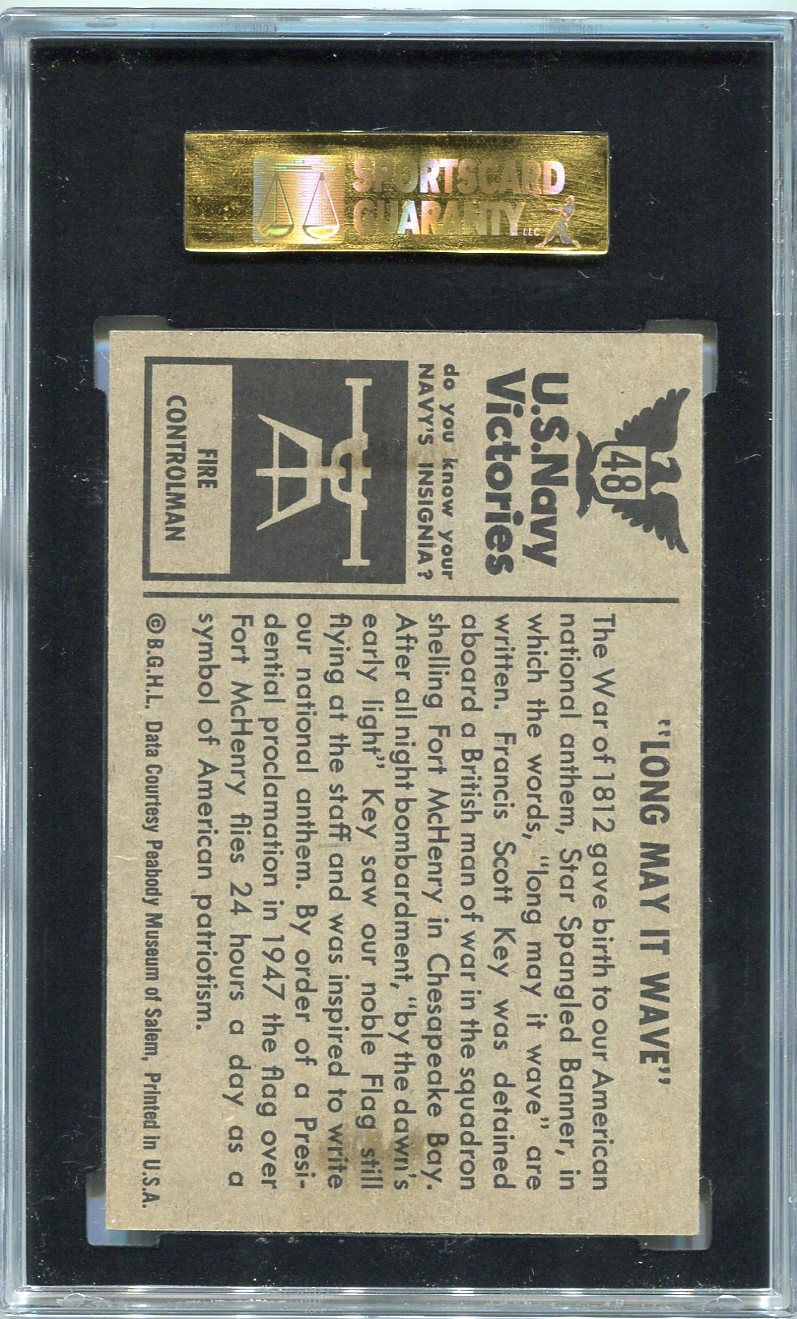 SPORTSCARD
GUARANTY LLC
48
U.S.Navy
Victories
do you know your
NAVY'S INSIGNIA?
FIRE
CONTROLMAN
"LONG MAY IT WAVE"
The War of 1812 gave birth to our American
national anthem, Star Spangled Banner, in
which the words, "long may it wave" are
written. Francis Scott Key was detained
aboard a British man of war in the squadron
shelling Fort McHenry in Chesapeake Bay.
After all night bombardment, "by the dawn's
early light" Key saw our noble Flag still
flying at the staff and was inspired to write
our national anthem. By order of a Presi-
dential proclamation in 1947 the flag over
Fort McHenry flies 24 hours a day as a
symbol of American patriotism.
©B.G.H.L. Data Courtesy Peabody Museum of Salem, Printed in U.S.A.